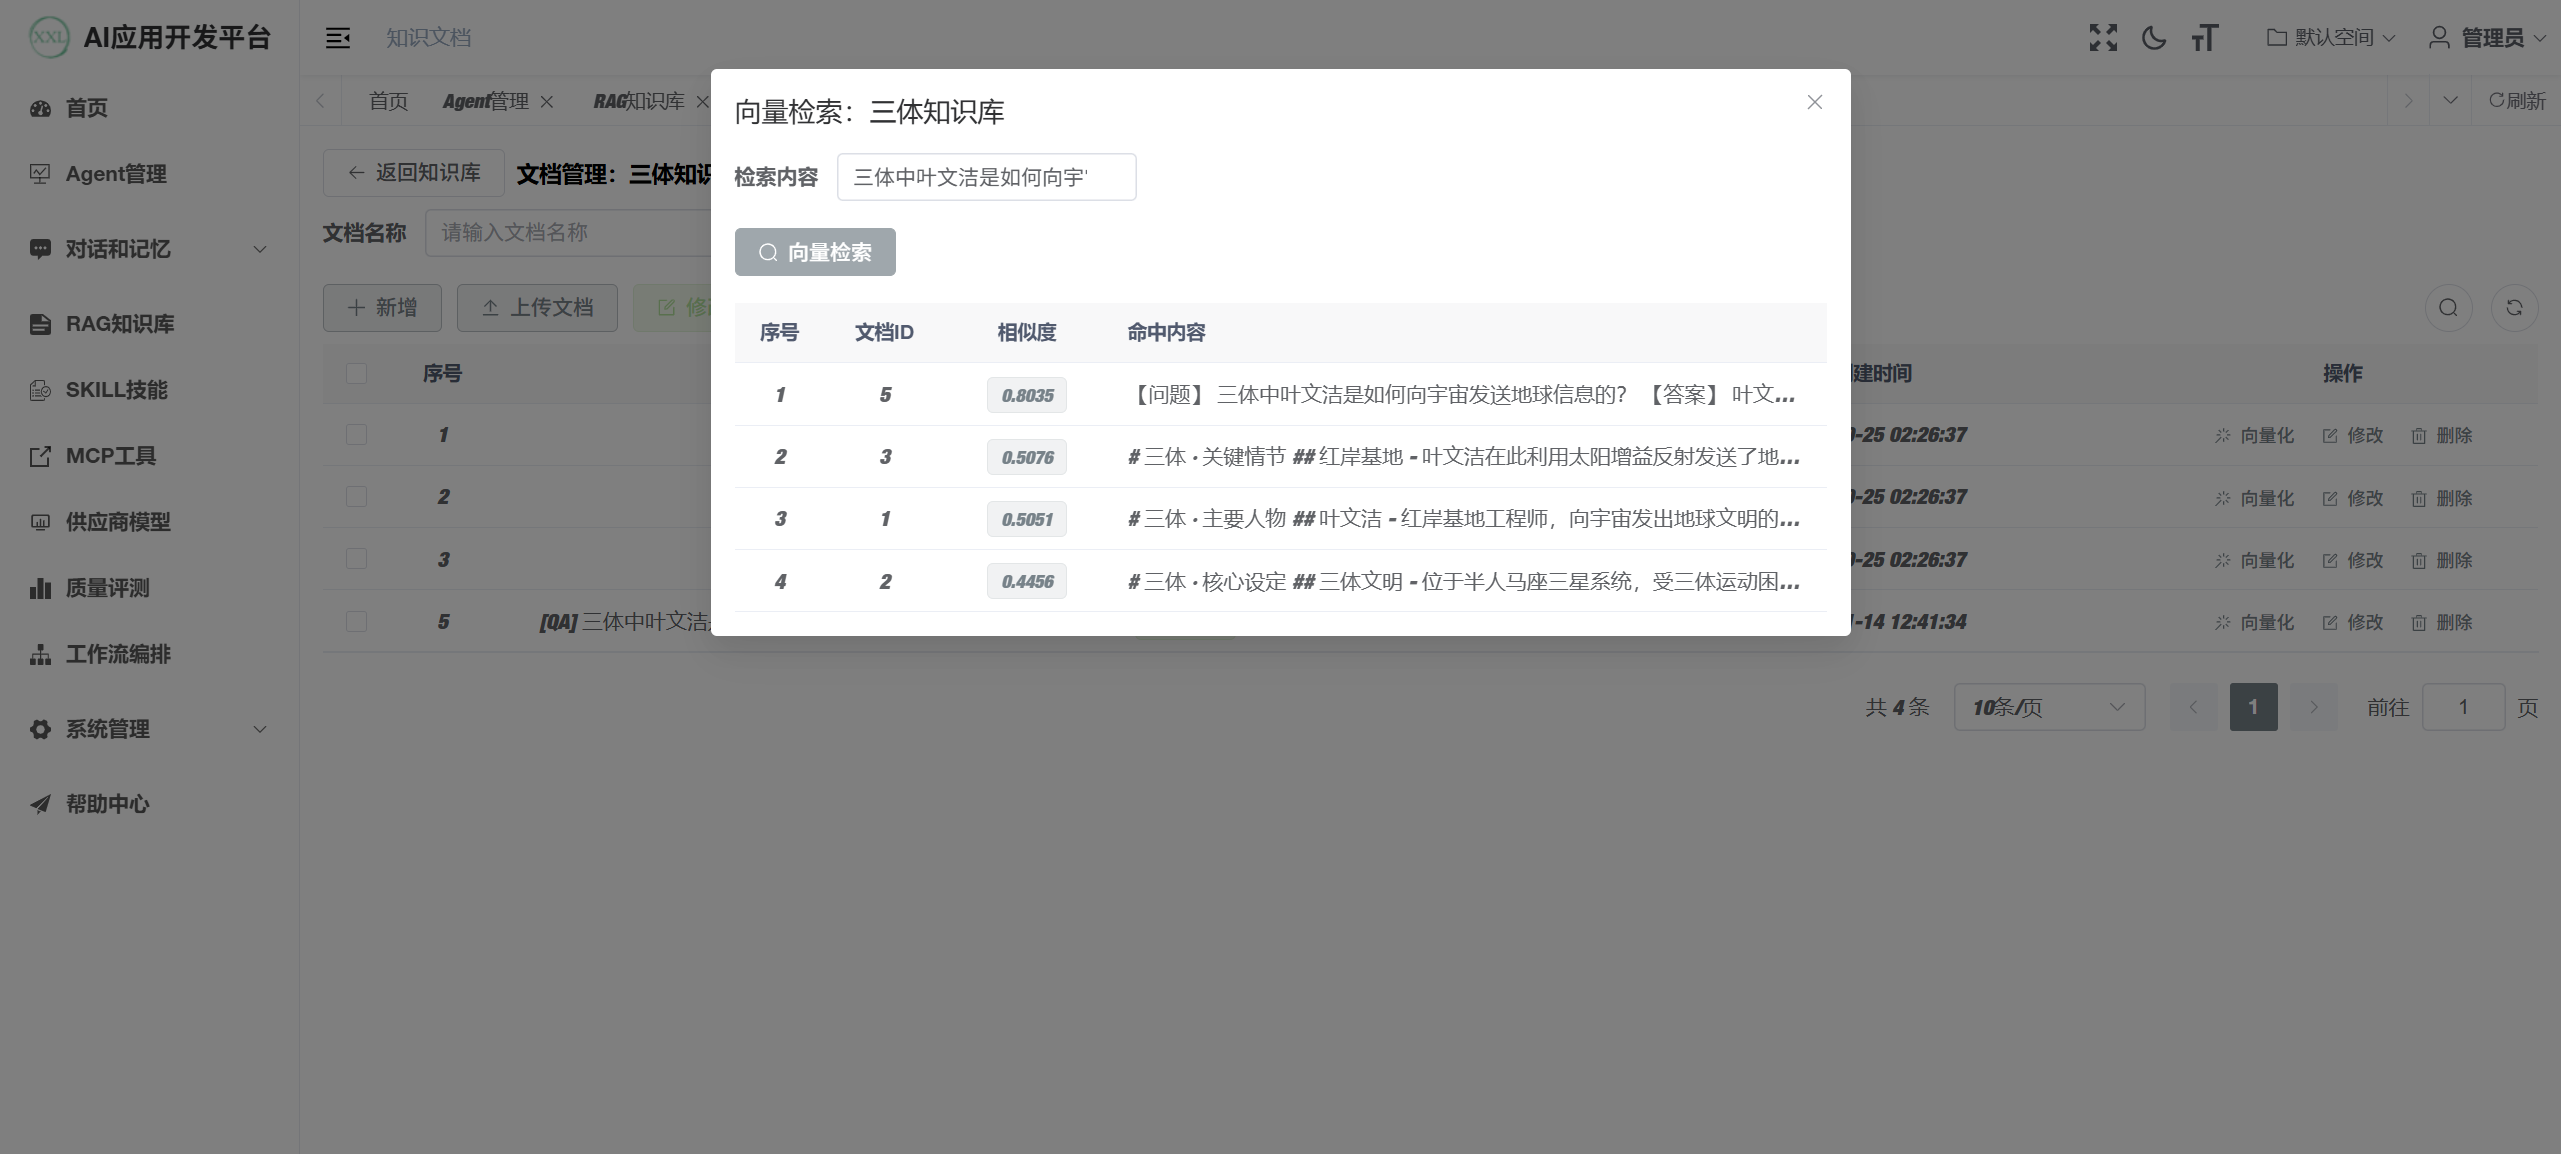 XXL AI应用开发平台
知识文档
默认空间
管理员
首页
Agent管理
对话和记忆
RAG知识库
SKILL技能
MCP工具
供应商模型
质量评测
工作流编排
系统管理
帮助中心
首页 Agent管理 RAG知识库
刷新
返回知识库 文档管理：三体知
文档名称 请输入文档名称
新增 上传文档
序号 建时间 操作
1 -25 02:26:37 向量化 修改 删除
2 -25 02:26:37 向量化 修改 删除
3 -25 02:26:37 向量化 修改 删除
5 [QA] 三体中叶文洁 -14 12:41:34 向量化 修改 删除
共 4 条 10条/页 1 前往 1 页
向量检索：三体知识库
检索内容 三体中叶文洁是如何向宇
向量检索
序号 文档ID 相似度 命中内容
1 5 0.8035 【问题】 三体中叶文洁是如何向宇宙发送地球信息的？ 【答案】 叶文...
2 3 0.5076 # 三体 · 关键情节 ## 红岸基地 - 叶文洁在此利用太阳增益反射发送了地...
3 1 0.5051 # 三体 · 主要人物 ## 叶文洁 - 红岸基地工程师，向宇宙发出地球文明的...
4 2 0.4456 # 三体 · 核心设定 ## 三体文明 - 位于半人马座三星系统，受三体运动困...